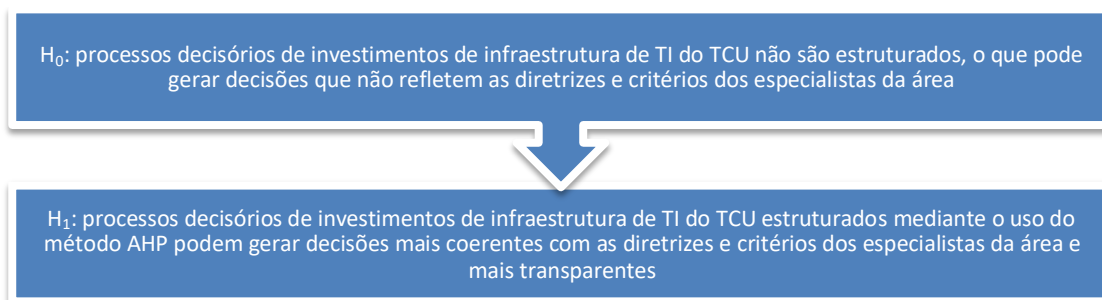 H₀: processos decisórios de investimentos de infraestrutura de TI do TCU não são estruturados, o que pode
gerar decisões que não refletem as diretrizes e critérios dos especialistas da área
H₁: processos decisórios de investimentos de infraestrutura de TI do TCU estruturados mediante o uso do
método AHP podem gerar decisões mais coerentes com as diretrizes e critérios dos especialistas da área e
mais transparentes